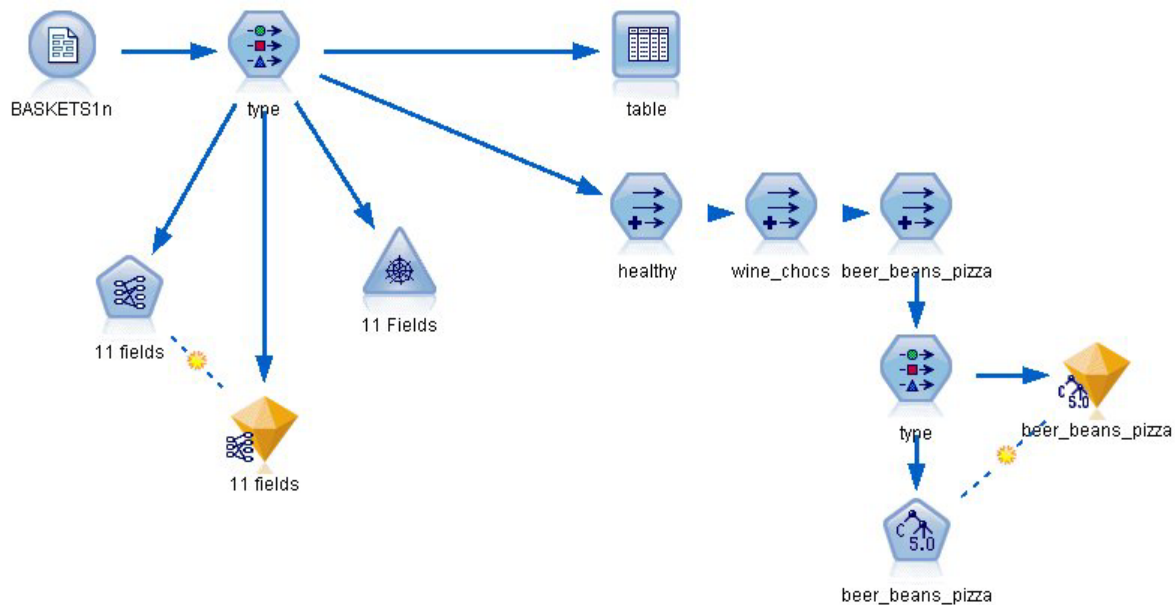 BASKETS1n
type
table
healthy
wine_chocs
beer_beans_pizza
11 fields
11 Fields
11 fields
type
C 5.0
beer_beans_pizza
C 5.0
beer_beans_pizza